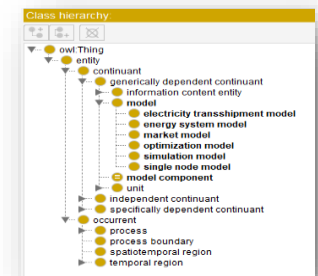 Class hierarchy
owl:Thing
entity
continuant
generically dependent continuant
information content entity
model
electricity transshipment model
energy system model
market model
optimization model
simulation model
single node model
model component
unit
independent continuant
specifically dependent continuant
occurrent
process
process boundary
spatiotemporal region
temporal region